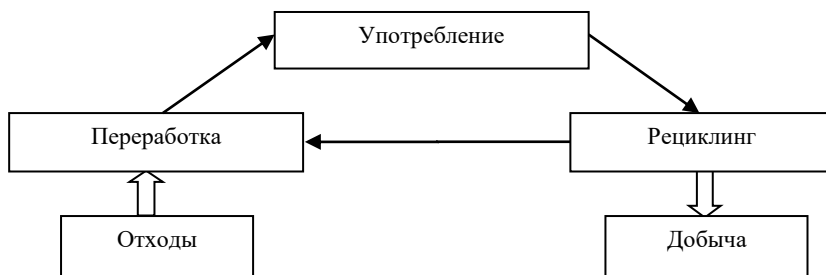 Употребление
Переработка
Рециклинг
Отходы
Добыча